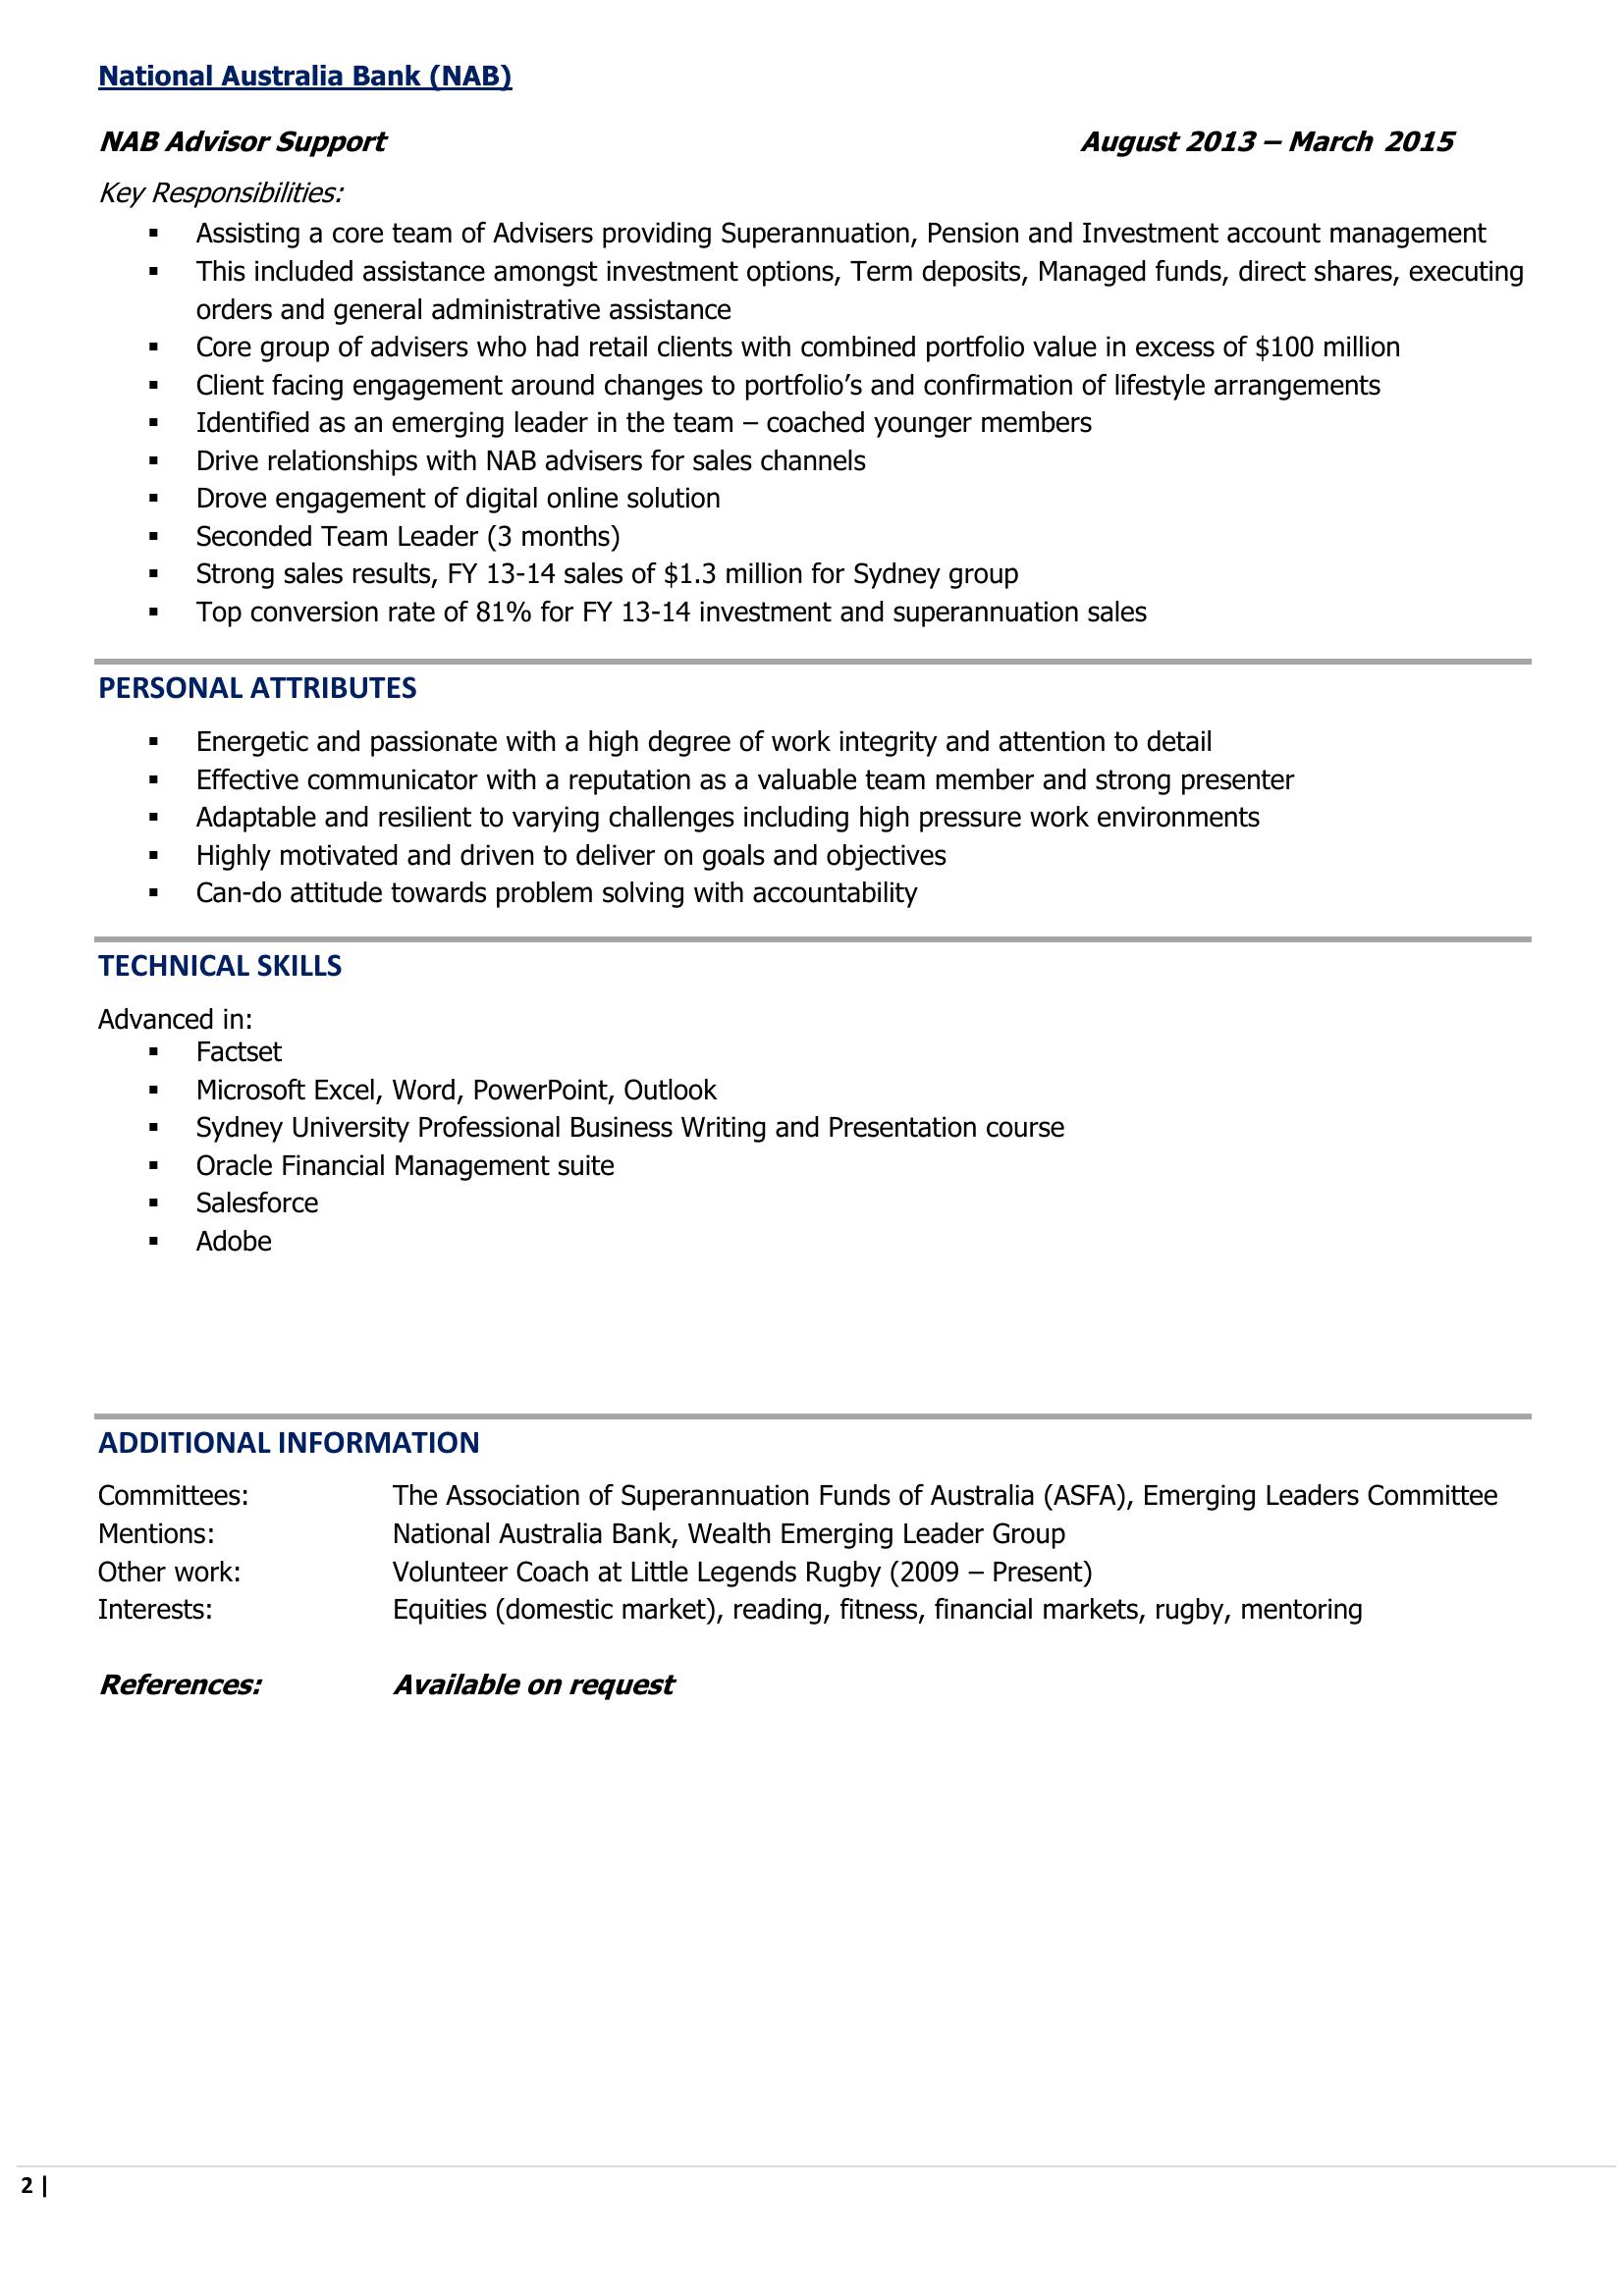 National Australia Bank (NAB)
NAB Advisor Support August 2013 – March 2015
Key Responsibilities:
▪ Assisting a core team of Advisers providing Superannuation, Pension and Investment account management
▪ This included assistance amongst investment options, Term deposits, Managed funds, direct shares, executing
orders and general administrative assistance
▪ Core group of advisers who had retail clients with combined portfolio value in excess of $100 million
▪ Client facing engagement around changes to portfolio’s and confirmation of lifestyle arrangements
▪ Identified as an emerging leader in the team – coached younger members
▪ Drive relationships with NAB advisers for sales channels
▪ Drove engagement of digital online solution
▪ Seconded Team Leader (3 months)
▪ Strong sales results, FY 13-14 sales of $1.3 million for Sydney group
▪ Top conversion rate of 81% for FY 13-14 investment and superannuation sales
PERSONAL ATTRIBUTES
▪ Energetic and passionate with a high degree of work integrity and attention to detail
▪ Effective communicator with a reputation as a valuable team member and strong presenter
▪ Adaptable and resilient to varying challenges including high pressure work environments
▪ Highly motivated and driven to deliver on goals and objectives
▪ Can-do attitude towards problem solving with accountability
TECHNICAL SKILLS
Advanced in:
▪ Factset
▪ Microsoft Excel, Word, PowerPoint, Outlook
▪ Sydney University Professional Business Writing and Presentation course
▪ Oracle Financial Management suite
▪ Salesforce
▪ Adobe
ADDITIONAL INFORMATION
Committees: The Association of Superannuation Funds of Australia (ASFA), Emerging Leaders Committee
Mentions: National Australia Bank, Wealth Emerging Leader Group
Other work: Volunteer Coach at Little Legends Rugby (2009 – Present)
Interests: Equities (domestic market), reading, fitness, financial markets, rugby, mentoring
References: Available on request
2 |